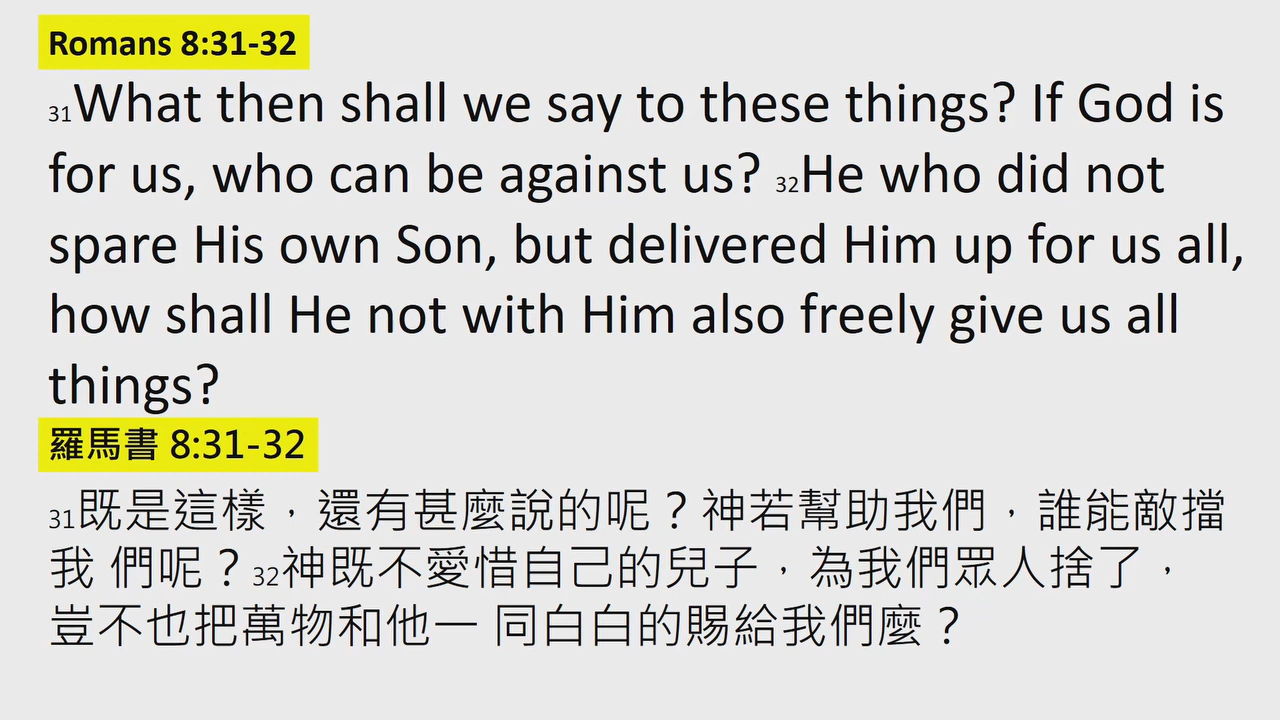 Romans 8:31-32
31What then shall we say to these things? If God is
for us, who can be against us? 32He who did not
spare His own Son, but delivered Him up for us all,
how shall He not with Him also freely give us all
things?
羅馬書 8:31-32
31既是這樣，還有甚麼說的呢？神若幫助我們，誰能敵擋
我 們呢？32神既不愛惜自己的兒子，為我們眾人捨了，
豈不也把萬物和他一 同白白的賜給我們麼？